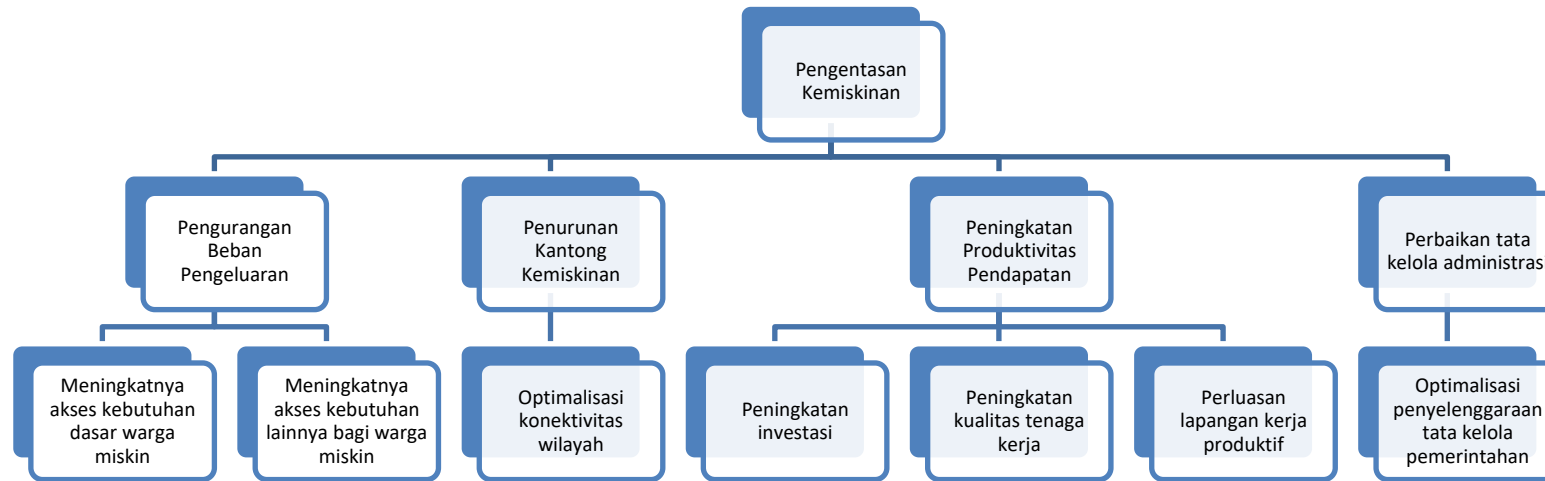 Pengentasan
Kemiskinan
Pengurangan
Beban
Pengeluaran
Penurunan
Kantong
Kemiskinan
Peningkatan
Produktivitas
Pendapatan
Perbaikan tata
kelola administrasi
Meningkatnya
akses kebutuhan
dasar warga
miskin
Meningkatnya
akses kebutuhan
lainnya bagi warga
miskin
Optimalisasi
konektivitas
wilayah
Peningkatan
investasi
Peningkatan
kualitas tenaga
kerja
Perluasan
lapangan kerja
produktif
Optimalisasi
penyelenggaraan
tata kelola
pemerintahan